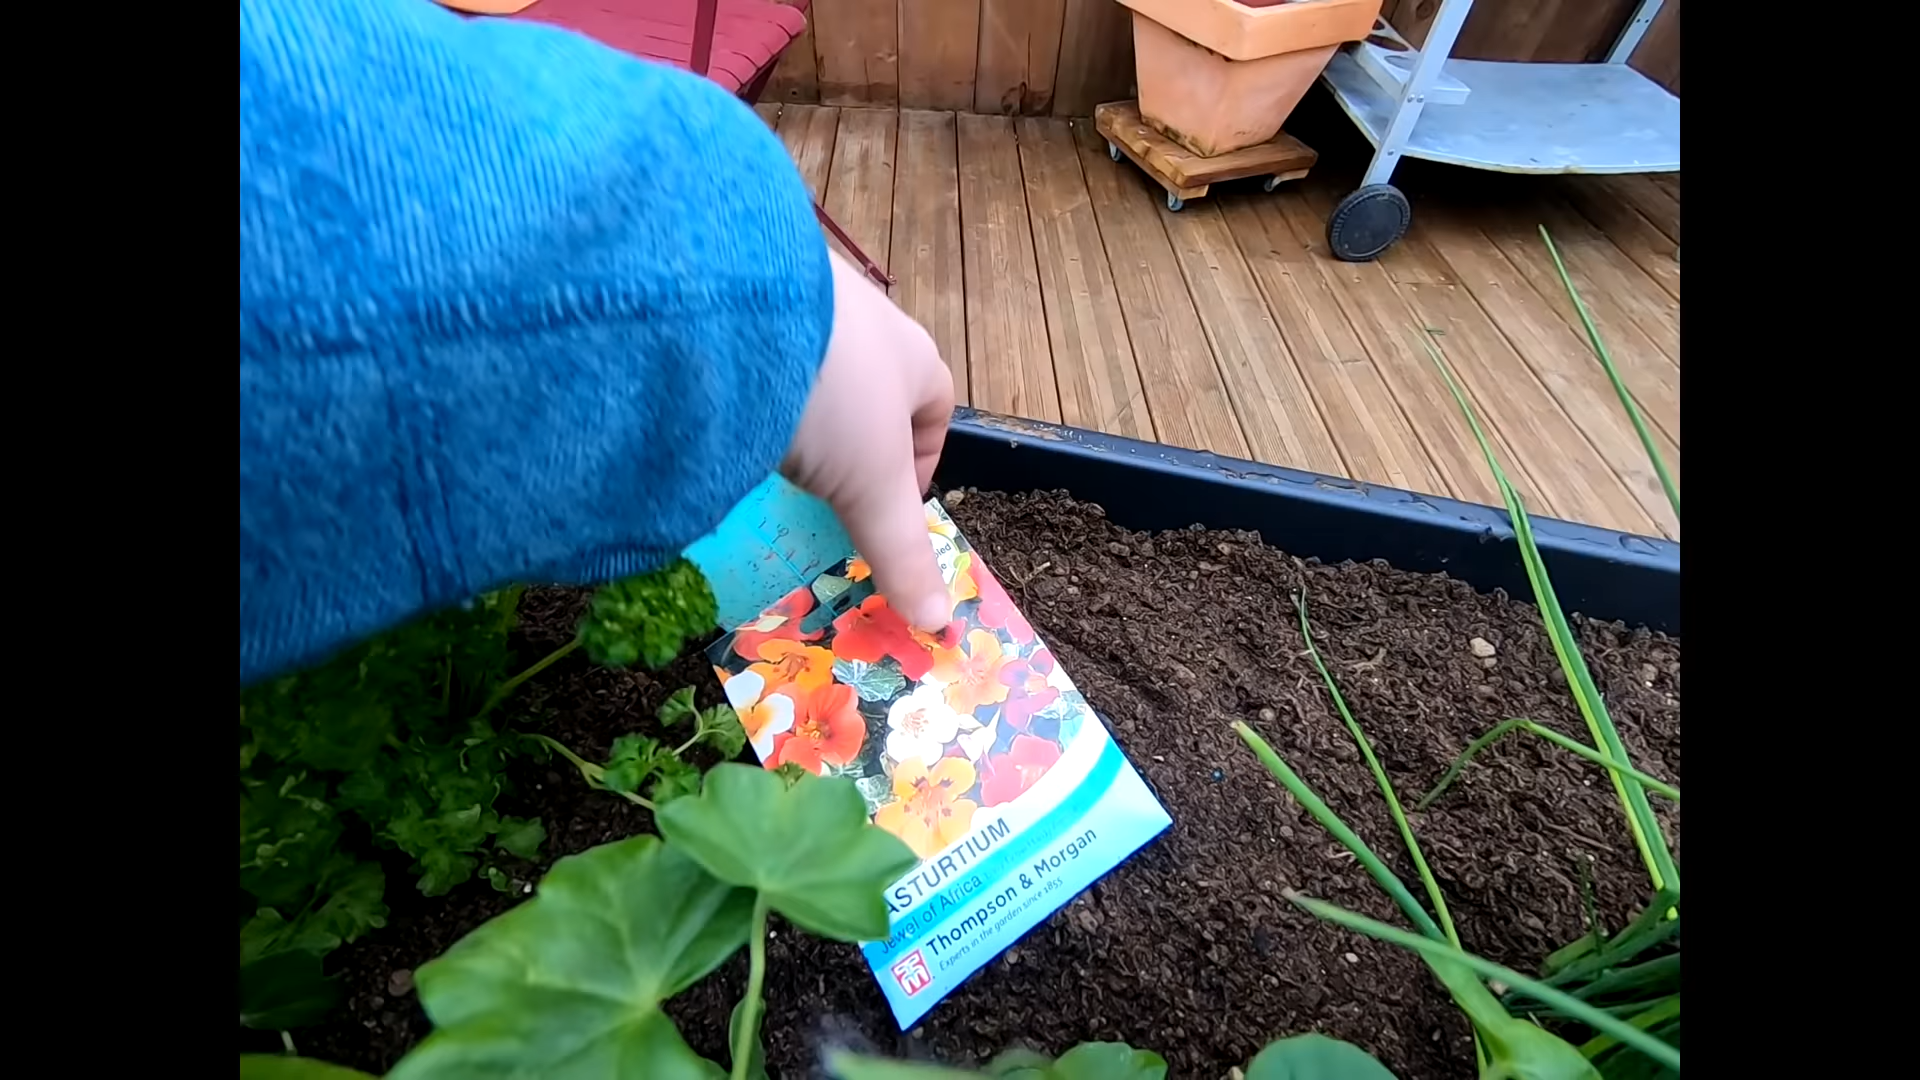 ASTURTIUM
Jewel of Africa
Thompson & Morgan
Experts in the garden since 1855